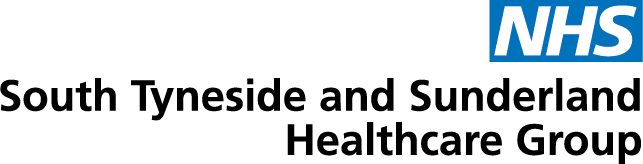 NHS
South Tyneside and Sunderland
Healthcare Group